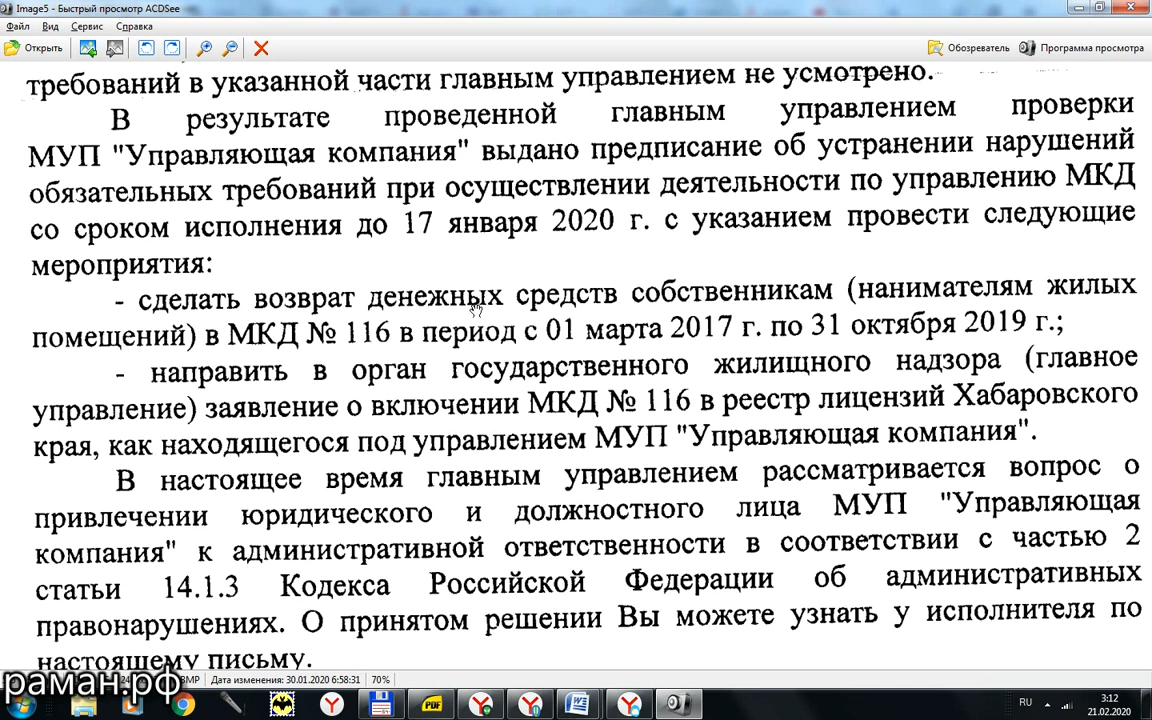 Image5 - Быстрый просмотр ACDSee
Файл Вид Сервис Справка
Открыть Обозреватель Программа просмотра
требований в указанной части главным управлением не усмотрено.
В результате проведенной главным управлением проверки
МУП "Управляющая компания" выдано предписание об устранении нарушений
обязательных требований при осуществлении деятельности по управлению МКД
со сроком исполнения до 17 января 2020 г. с указанием провести следующие
мероприятия:
- сделать возврат денежных средств собственникам (нанимателям жилых
помещений) в МКД № 116 в период с 01 марта 2017 г. по 31 октября 2019 г.;
- направить в орган государственного жилищного надзора (главное
управление) заявление о включении МКД № 116 в реестр лицензий Хабаровского
края, как находящегося под управлением МУП "Управляющая компания".
В настоящее время главным управлением рассматривается вопрос о
привлечении юридического и должностного лица МУП "Управляющая
компания" к административной ответственности в соответствии с частью 2
статьи 14.1.3 Кодекса Российской Федерации об административных
правонарушениях. О принятом решении Вы можете узнать у исполнителя по
настоящему письму.
Дата изменения: 30.01.2020 6:58:31 70%
раман.рф
PDF RU 3:12
21.02.2020